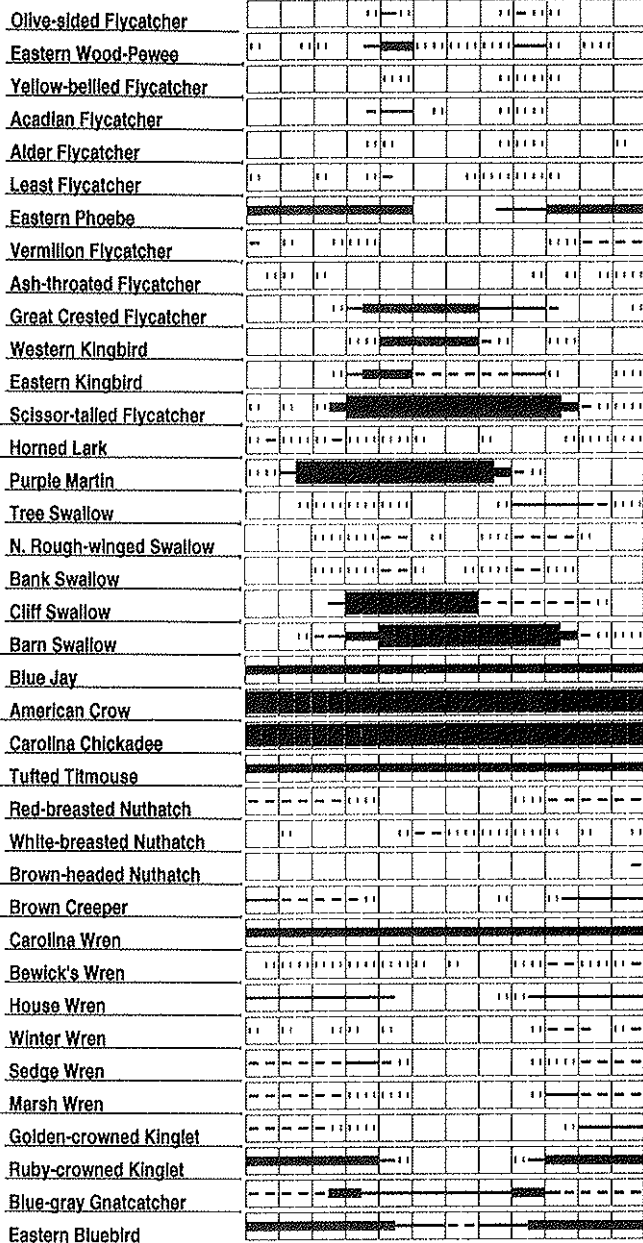 Olive-sided Flycatcher
Eastern Wood-Pewee
Yellow-bellied Flycatcher
Acadian Flycatcher
Alder Flycatcher
Least Flycatcher
Eastern Phoebe
Vermilion Flycatcher
Ash-throated Flycatcher
Great Crested Flycatcher
Western Kingbird
Eastern Kingbird
Scissor-tailed Flycatcher
Horned Lark
Purple Martin
Tree Swallow
N. Rough-winged Swallow
Bank Swallow
Cliff Swallow
Barn Swallow
Blue Jay
American Crow
Carolina Chickadee
Tufted Titmouse
Red-breasted Nuthatch
White-breasted Nuthatch
Brown-headed Nuthatch
Brown Creeper
Carolina Wren
Bewick's Wren
House Wren
Winter Wren
Sedge Wren
Marsh Wren
Golden-crowned Kinglet
Ruby-crowned Kinglet
Blue-gray Gnatcatcher
Eastern Bluebird